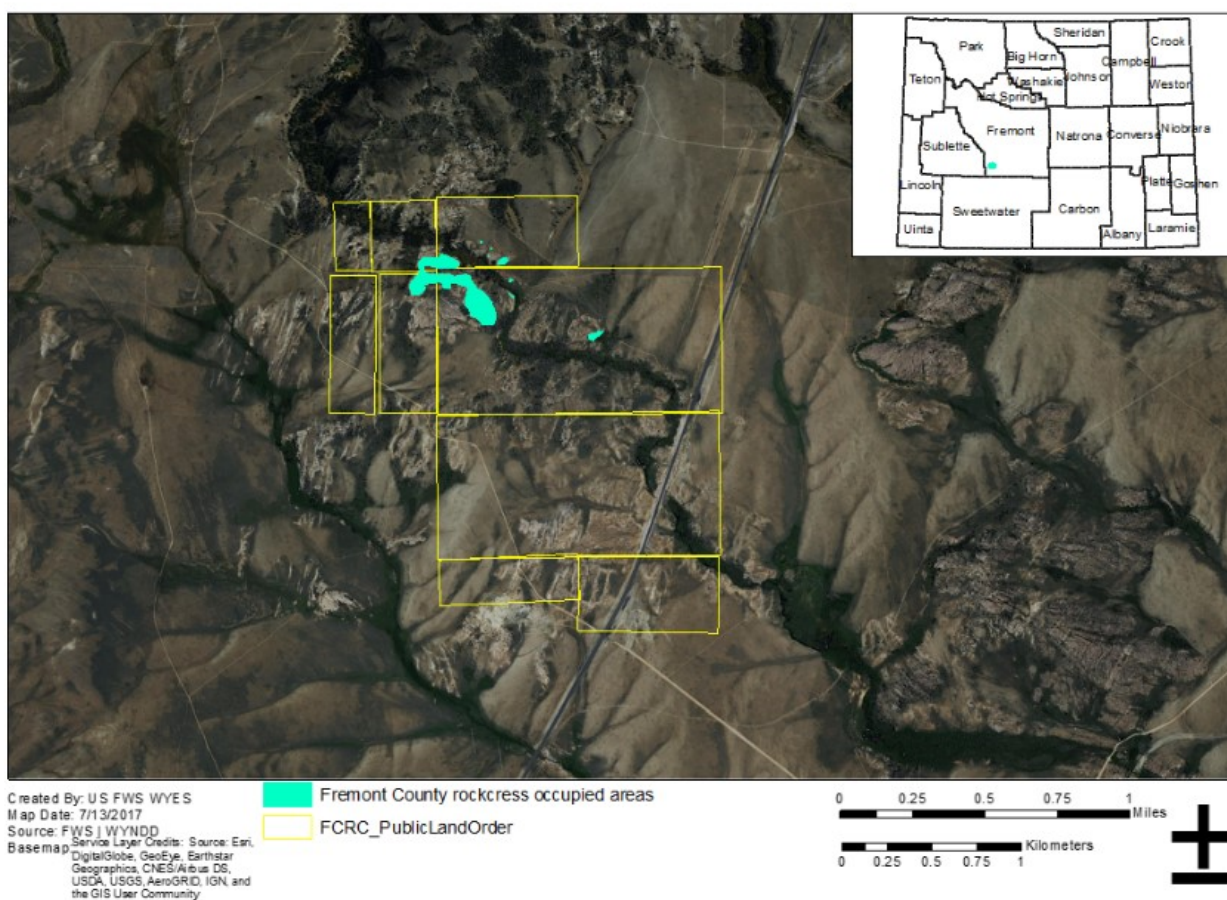 Sheridan
Park
Crook
Big Horn
Campbell
Teton
Washakie
Johnson
Weston
Hot Springs
Fremont
Natrona
Converse
Niobrara
Sublette
Lincoln
Platte
Goshen
Sweetwater
Carbon
Uinta
Albany
Laramie
Created By: US FWS WYES
Map Date: 7/13/2017
Source: FWS | WYNDD
Basemap: Service Layer Credits: Source: Esri,
DigitalGlobe, GeoEye, Earthstar
Geographics, CNES/Airbus DS,
USDA, USGS, AeroGRID, IGN, and
the GIS User Community
Fremont County rockcress occupied areas
FCRC_PublicLandOrder
0 0.25 0.5 0.75 1
Miles
Kilometers
0 0.25 0.5 0.75 1